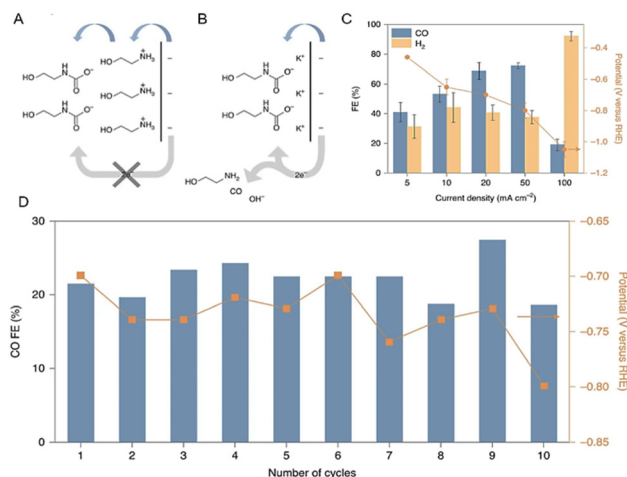 A
HO
H
N
O
O⁻
HO
N⁺H₃
HO
H
N
O
O⁻
HO
N⁺H₃
HO
N⁺H₃
2e⁻
B
K⁺
HO
H
N
O
O⁻
K⁺
HO
H
N
O
O⁻
K⁺
K⁺
HO
NH₂
CO
OH⁻
2e⁻
C
CO
H₂
FE (%)
100
80
60
40
20
0
5 10 20 50 100
Current density (mA cm⁻²)
−0.4
−0.6
−0.8
−1.0
−1.2
Potential (V versus RHE)
D
CO FE (%)
30
20
10
0
1 2 3 4 5 6 7 8 9 10
Number of cycles
−0.65
−0.70
−0.75
−0.80
−0.85
Potential (V versus RHE)